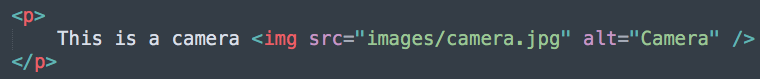 <p>
This is a camera <img src="images/camera.jpg" alt="Camera" />
</p>